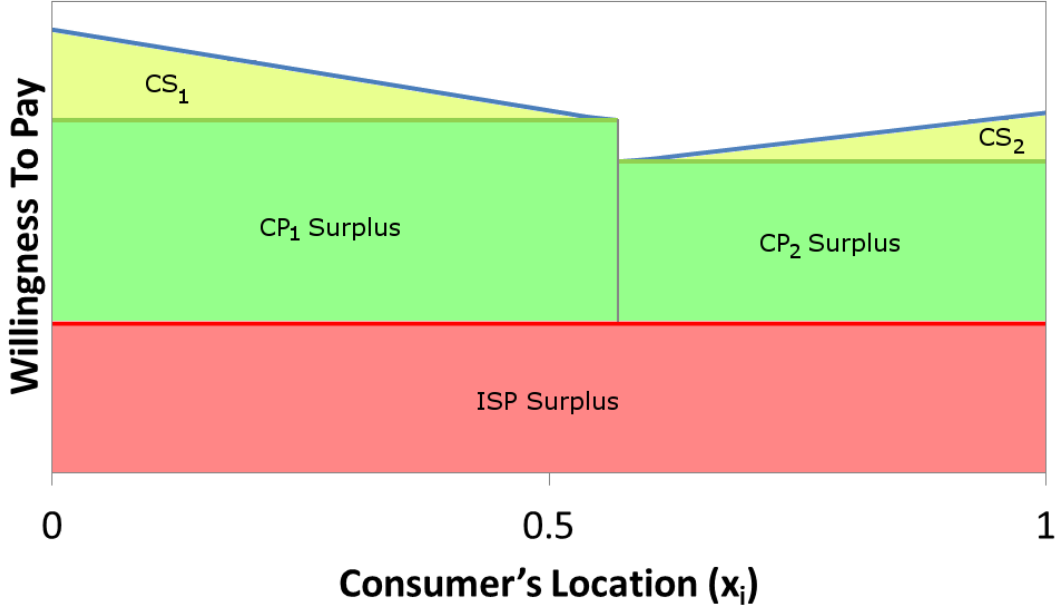 Willingness To Pay
CS1
CS2
CP1 Surplus
CP2 Surplus
ISP Surplus
0
0.5
1
Consumer's Location (xi)